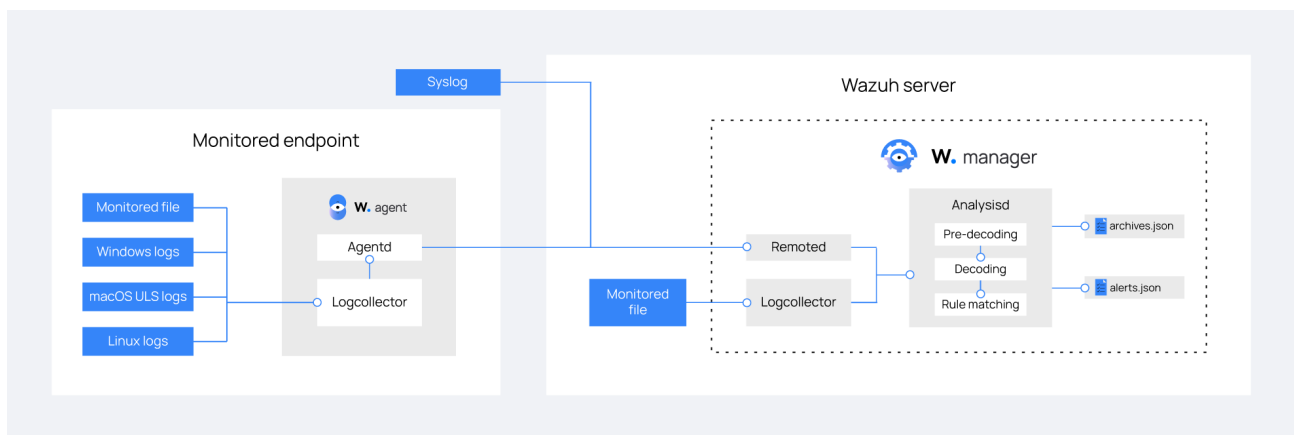 Syslog
Monitored endpoint
Monitored file
Windows logs
macOS ULS logs
Linux logs
W. agent
Agentd
Logcollector
Wazuh server
W. manager
Monitored
file
Remoted
Logcollector
Analysisd
Pre-decoding
Decoding
Rule matching
archives.json
alerts.json